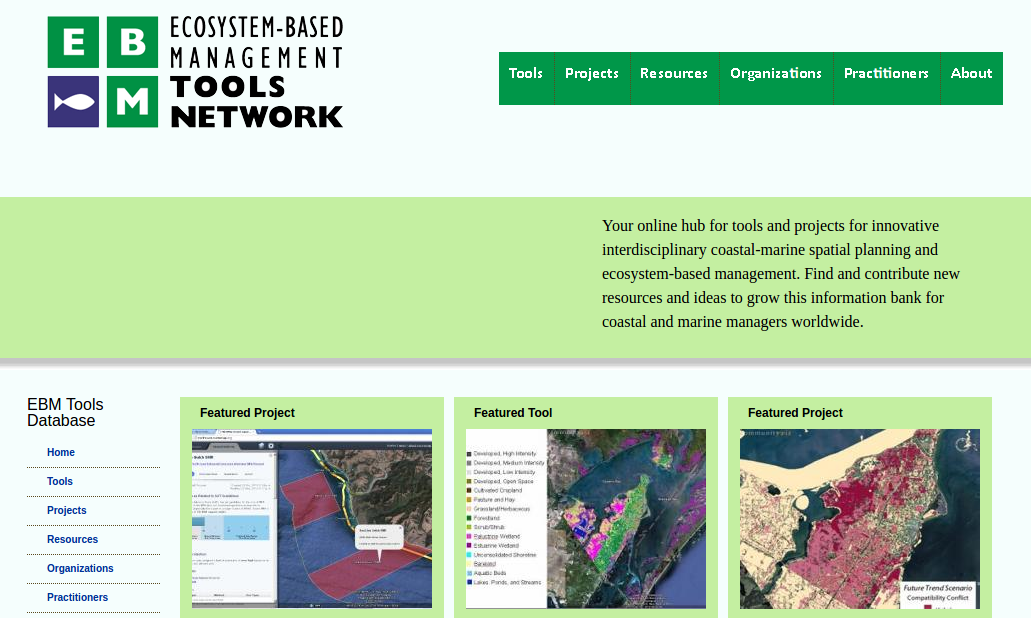 E B
M
ECOSYSTEM-BASED
MANAGEMENT
TOOLS
NETWORK
Tools Projects Resources Organizations Practitioners About
Your online hub for tools and projects for innovative
interdisciplinary coastal-marine spatial planning and
ecosystem-based management. Find and contribute new
resources and ideas to grow this information bank for
coastal and marine managers worldwide.
EBM Tools
Database
Home
Tools
Projects
Resources
Organizations
Practitioners
Featured Project
Featured Tool
Developed, High Intensity
Developed, Medium Intensity
Developed, Low Intensity
Developed, Open Space
Cultivated Cropland
Pasture and Hay
Grassland/Herbaceous
Forestland
Scrub/Shrub
Palustrine Wetland
Estuarine Wetland
Unconsolidated Shoreline
Bareland
Aquatic Beds
Lakes, Ponds, and Streams
Featured Project
Future Trend Scenario
Compatibility Conflict